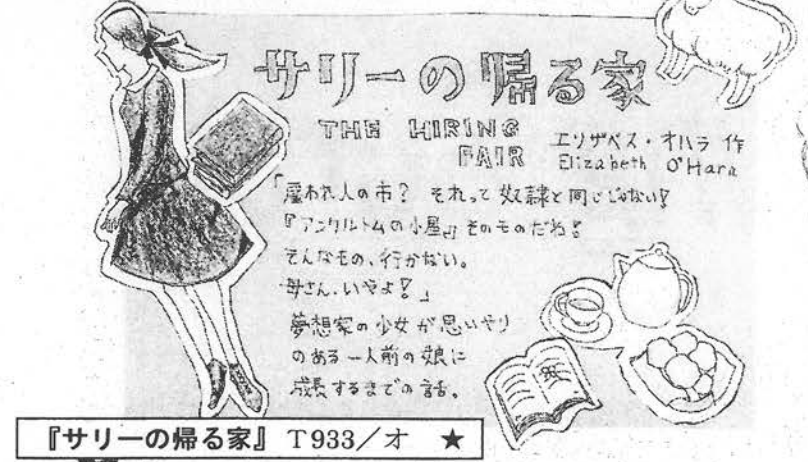 サリーの帰る家
THE HIRING
FAIR
エリザベス・オハラ 作
Elizabeth O'Hara
「雇われ人の市? それって奴隷と同じじゃない!
『アンクルトムの小屋』そのものだね!
そんなもの、行かない。
母さん、いやよ!」
夢想家の少女が思いやり
のある一人前の娘に
成長するまでの話。
『サリーの帰る家』 T933/オ ★